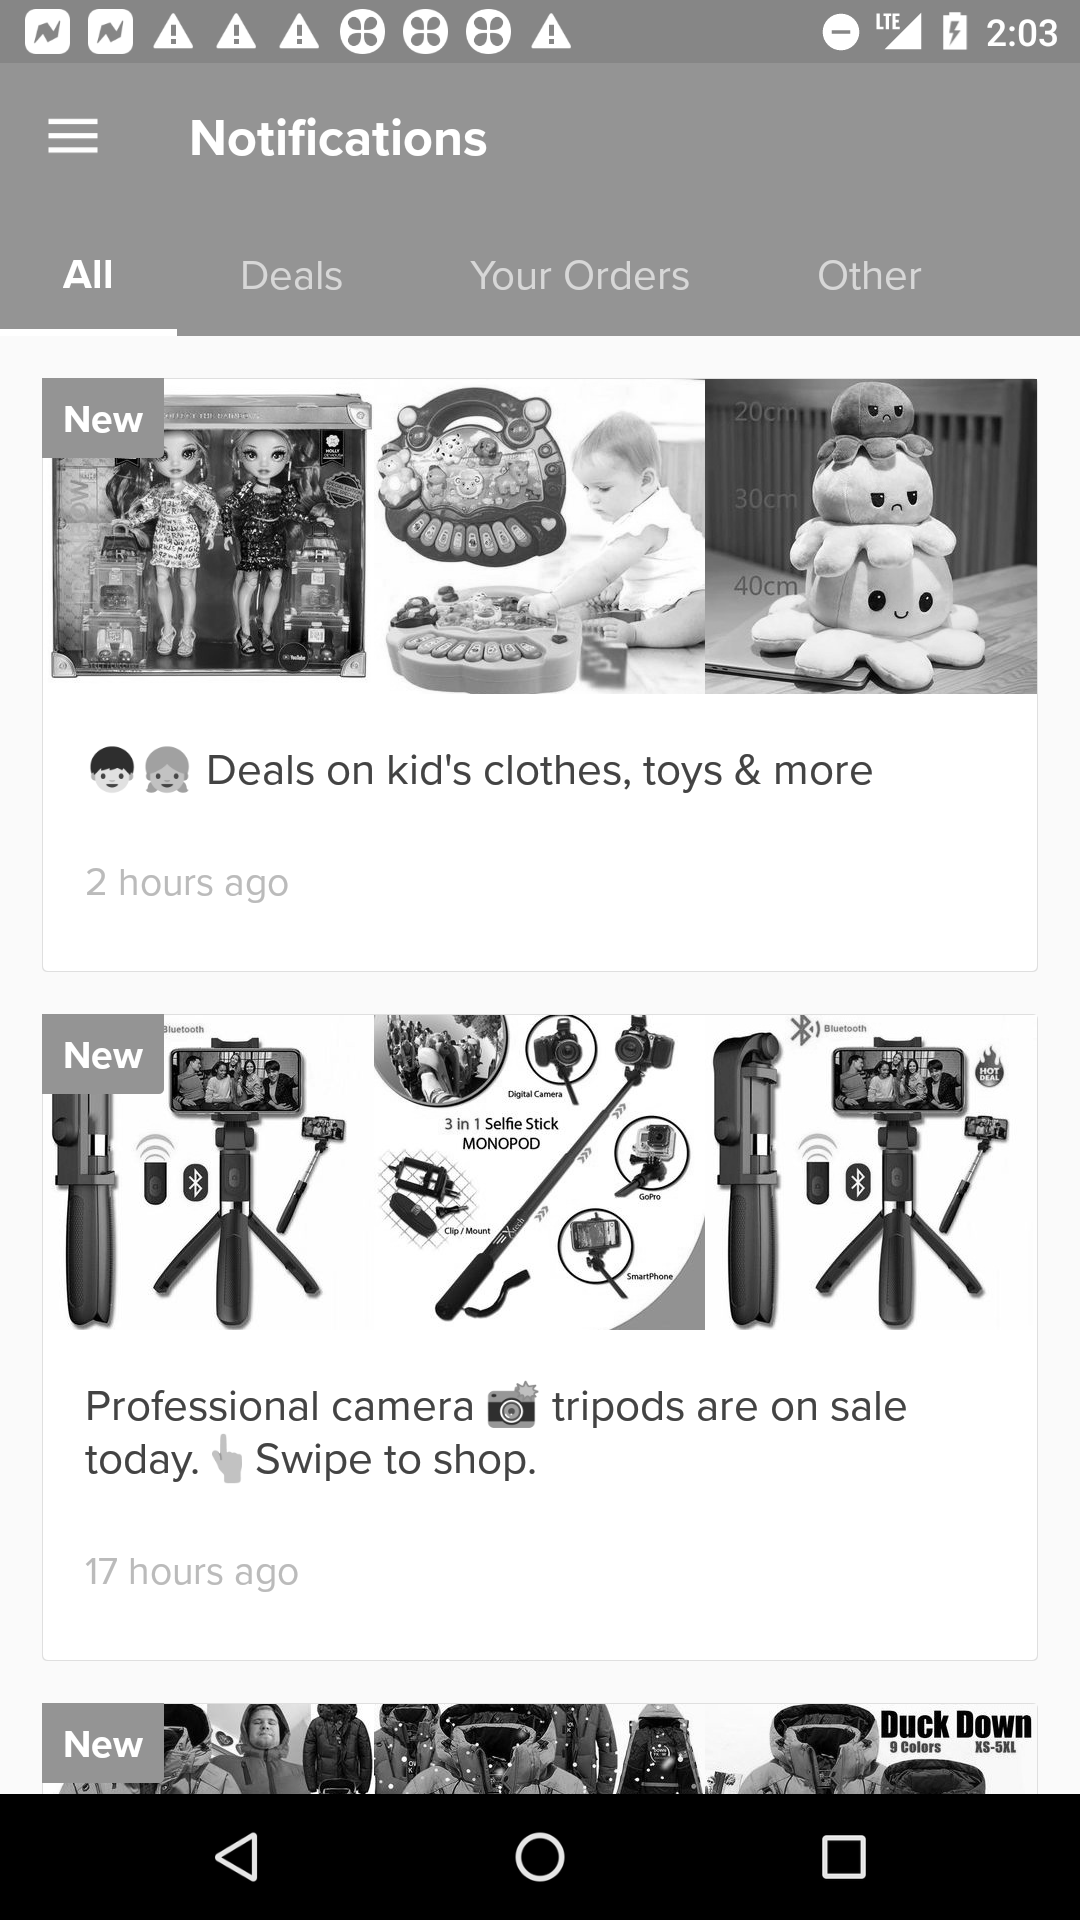 LTE 2:03
Notifications
All Deals Your Orders Other
New
20cm
30cm
40cm
Deals on kid's clothes, toys & more
2 hours ago
New
Bluetooth
Digital Camera
3 in 1 Selfie Stick
MONOPOD
GoPro
Clip / Mount
Xtech
SmartPhone
Bluetooth
HOT
DEAL
Professional camera tripods are on sale
today. Swipe to shop.
17 hours ago
New
Duck Down
9 Colors XS-5XL